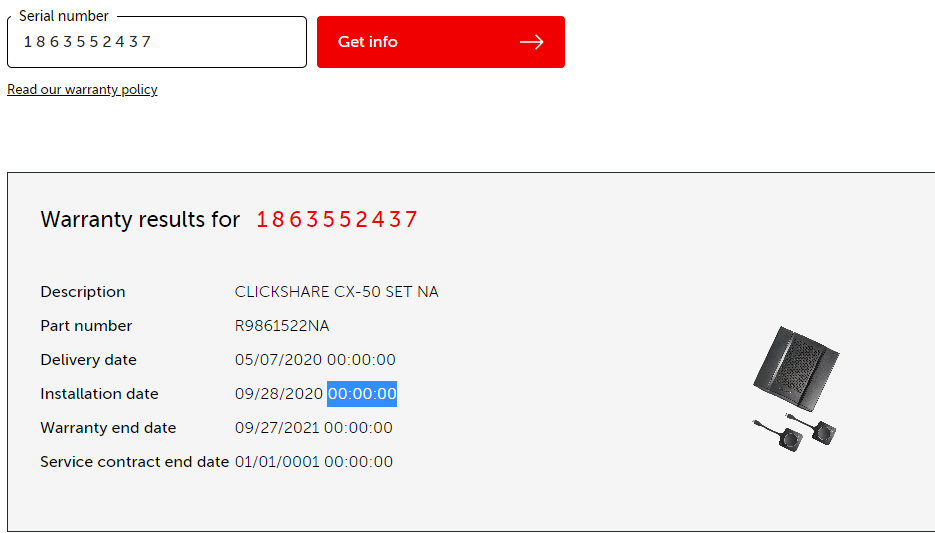 Serial number
1863552437
Get info
Read our warranty policy
Warranty results for 1863552437
Description CLICKSHARE CX-50 SET NA
Part number R9861522NA
Delivery date 05/07/2020 00:00:00
Installation date 09/28/2020 00:00:00
Warranty end date 09/27/2021 00:00:00
Service contract end date 01/01/0001 00:00:00